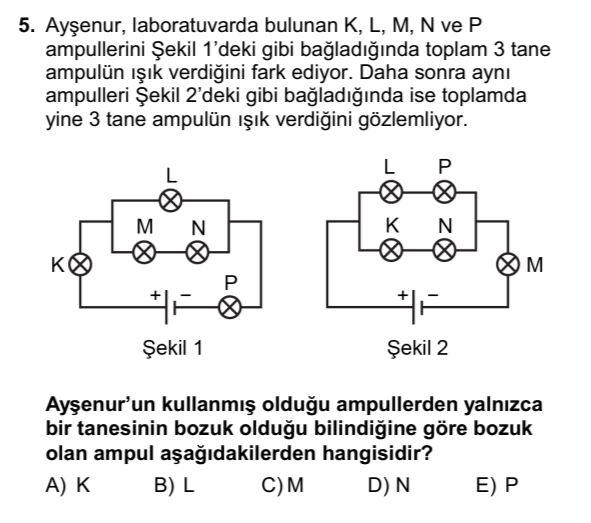 5. Ayşenur, laboratuvarda bulunan K, L, M, N ve P
ampullerini Şekil 1’deki gibi bağladığında toplam 3 tane
ampulün ışık verdiğini fark ediyor. Daha sonra aynı
ampulleri Şekil 2’deki gibi bağladığında ise toplamda
yine 3 tane ampulün ışık verdiğini gözlemliyor.
L
M N
K
P
+ −
Şekil 1
L P
K N
M
+ −
Şekil 2
Ayşenur’un kullanmış olduğu ampullerden yalnızca
bir tanesinin bozuk olduğu bilindiğine göre bozuk
olan ampul aşağıdakilerden hangisidir?
A) K B) L C) M D) N E) P